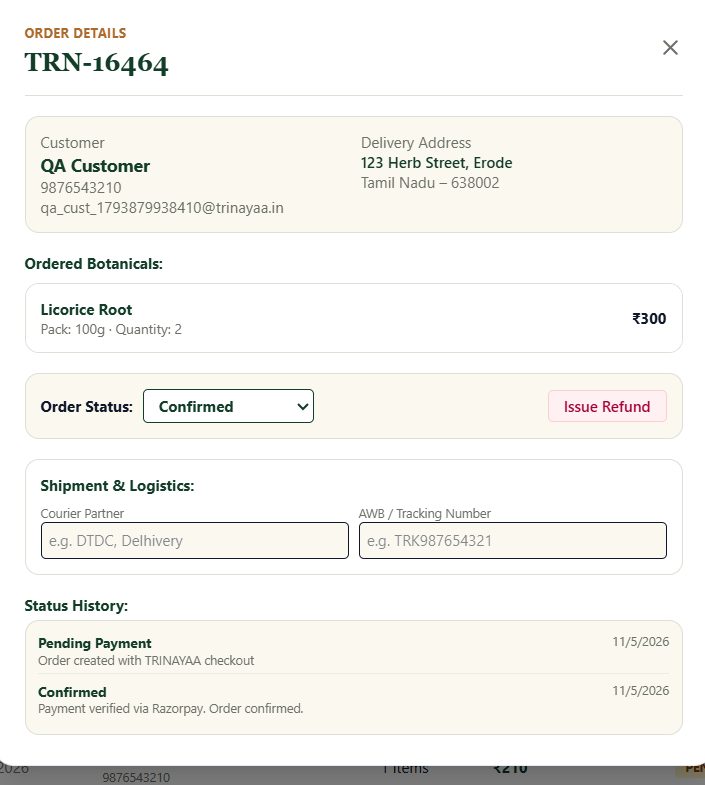 ORDER DETAILS
TRN-16464
Customer
QA Customer
9876543210
qa_cust_1793879938410@trinayaa.in
Delivery Address
123 Herb Street, Erode
Tamil Nadu – 638002
Ordered Botanicals:
Licorice Root
Pack: 100g · Quantity: 2
₹300
Order Status:
Confirmed
Issue Refund
Shipment & Logistics:
Courier Partner
e.g. DTDC, Delhivery
AWB / Tracking Number
e.g. TRK987654321
Status History:
Pending Payment
11/5/2026
Order created with TRINAYAA checkout
Confirmed
11/5/2026
Payment verified via Razorpay. Order confirmed.
2026
9876543210
1 items
₹210